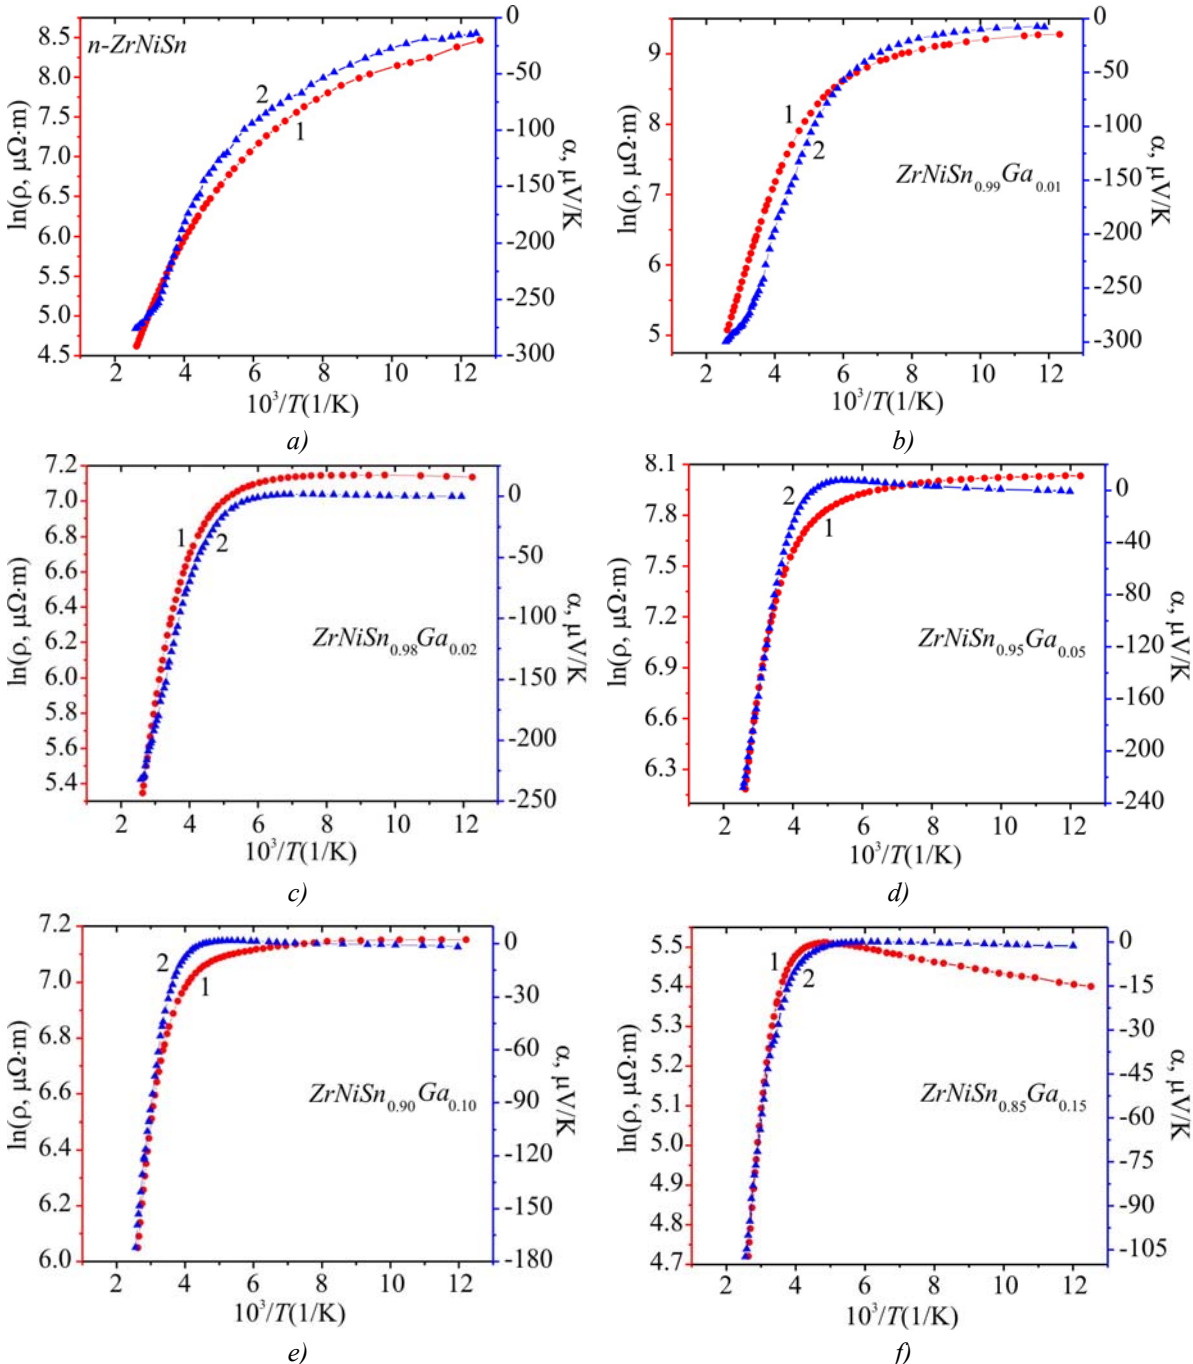 n-ZrNiSn
ln(ρ, μΩ·m)
8.5
8.0
7.5
7.0
6.5
6.0
5.5
5.0
4.5
1
2
0
-50
-100
-150
-200
-250
-300
α, μV/K
2 4 6 8 10 12
10³/T(1/K)
a)
ZrNiSn0.99Ga0.01
ln(ρ, μΩ·m)
9
8
7
6
5
1
2
0
-50
-100
-150
-200
-250
-300
α, μV/K
2 4 6 8 10 12
10³/T(1/K)
b)
ZrNiSn0.98Ga0.02
ln(ρ, μΩ·m)
7.2
7.0
6.8
6.6
6.4
6.2
6.0
5.8
5.6
5.4
1
2
0
-50
-100
-150
-200
-250
α, μV/K
2 4 6 8 10 12
10³/T(1/K)
c)
ZrNiSn0.95Ga0.05
ln(ρ, μΩ·m)
8.1
7.8
7.5
7.2
6.9
6.6
6.3
2
1
0
-40
-80
-120
-160
-200
-240
α, μV/K
2 4 6 8 10 12
10³/T(1/K)
d)
ZrNiSn0.90Ga0.10
ln(ρ, μΩ·m)
7.2
7.0
6.8
6.6
6.4
6.2
6.0
2
1
0
-30
-60
-90
-120
-150
-180
α, μV/K
2 4 6 8 10 12
10³/T(1/K)
e)
ZrNiSn0.85Ga0.15
ln(ρ, μΩ·m)
5.5
5.4
5.3
5.2
5.1
5.0
4.9
4.8
4.7
1
2
0
-15
-30
-45
-60
-75
-90
-105
α, μV/K
2 4 6 8 10 12
10³/T(1/K)
f)